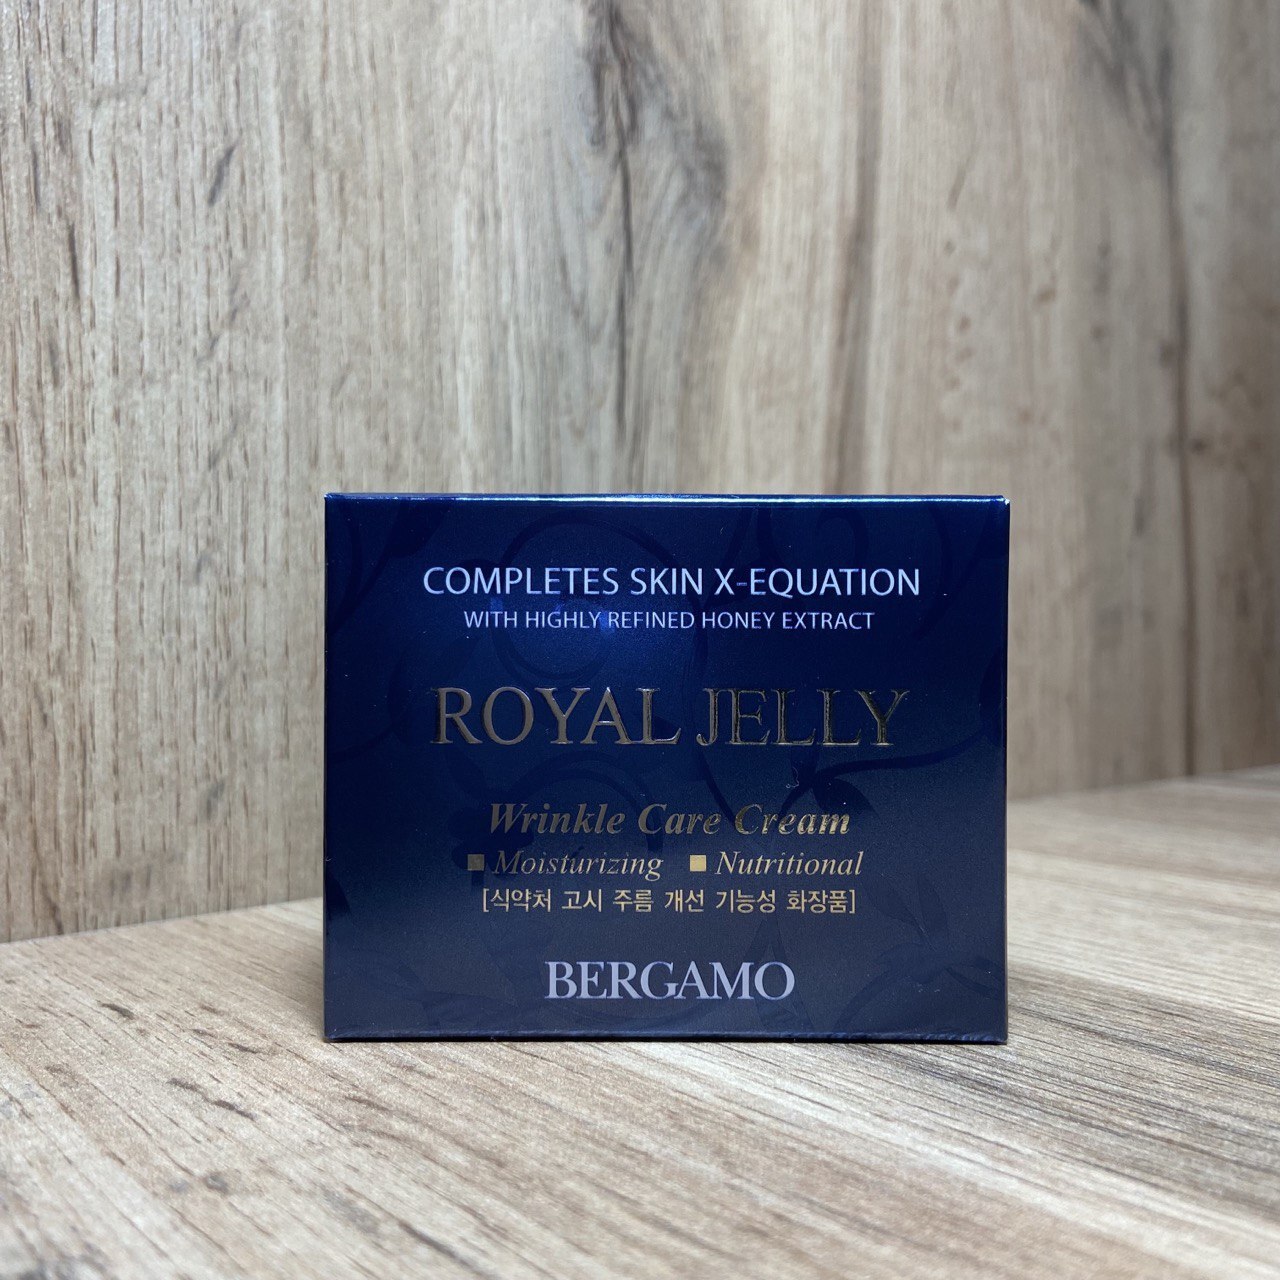 COMPLETES SKIN X-EQUATION
WITH HIGHLY REFINED HONEY EXTRACT
ROYAL JELLY
Wrinkle Care Cream
■ Moisturizing ■ Nutritional
[식약처 고시 주름 개선 기능성 화장품]
BERGAMO